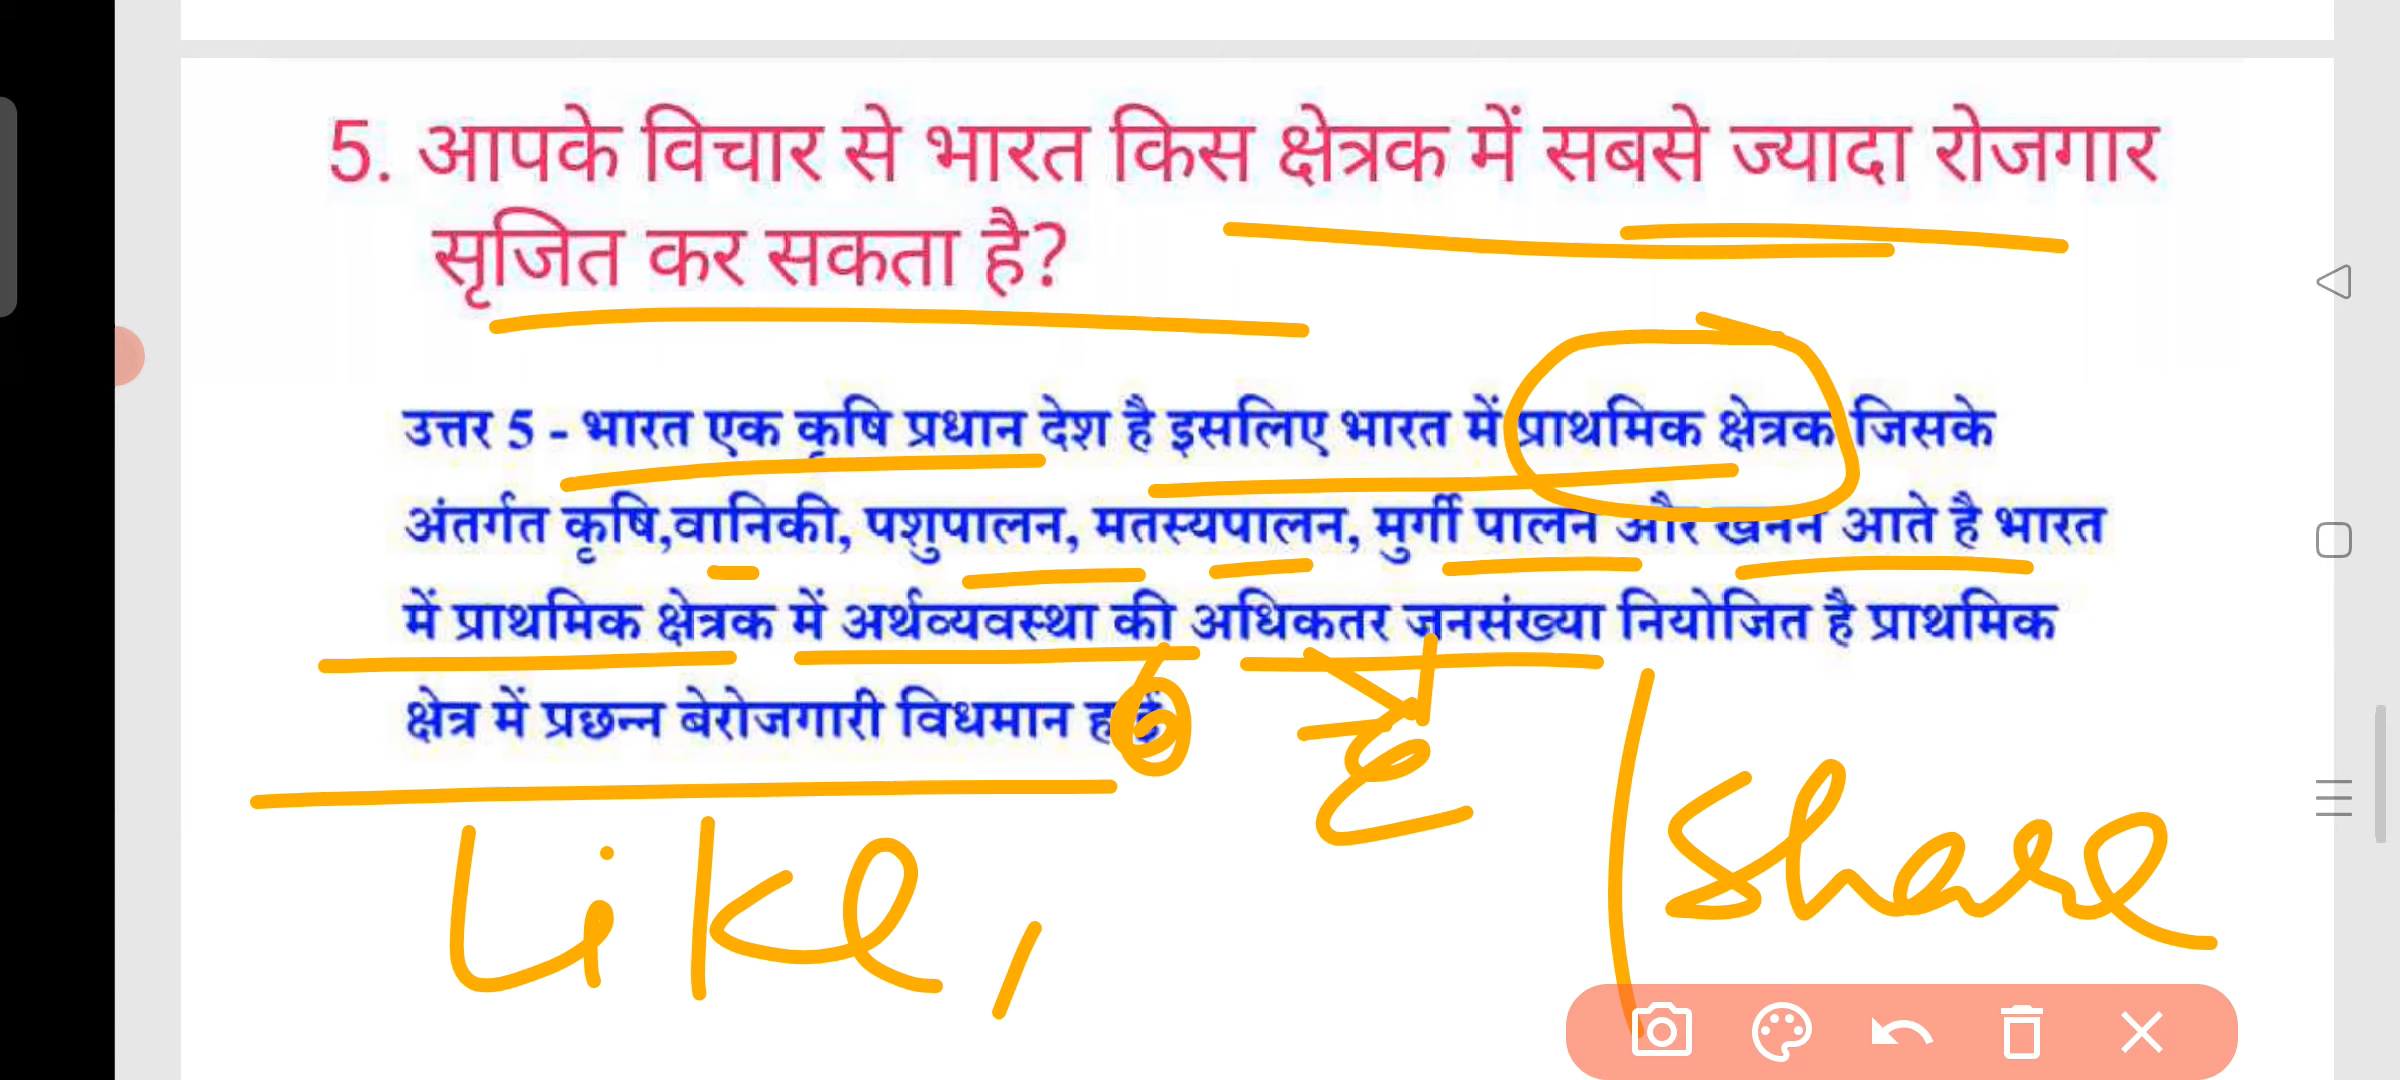 5. आपके विचार से भारत किस क्षेत्रक में सबसे ज्यादा रोजगार
सृजित कर सकता है?
उत्तर 5 - भारत एक कृषि प्रधान देश है इसलिए भारत में प्राथमिक क्षेत्रक जिसके
अंतर्गत कृषि,वानिकी, पशुपालन, मतस्यपालन, मुर्गी पालन और खनन आते है भारत
में प्राथमिक क्षेत्रक में अर्थव्यवस्था की अधिकतर जनसंख्या नियोजित है प्राथमिक
क्षेत्र में प्रछन्न बेरोजगारी विधमान
है
Like, Share